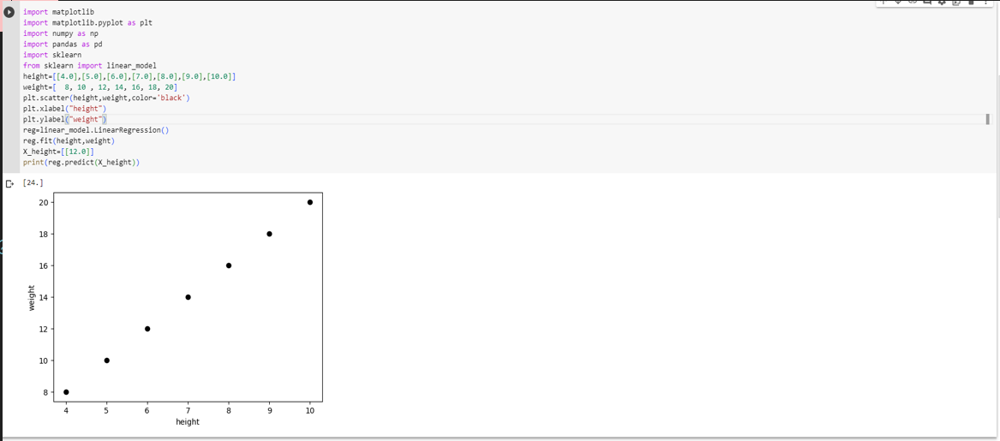 import matplotlib
import matplotlib.pyplot as plt
import numpy as np
import pandas as pd
import sklearn
from sklearn import linear_model
height=[[4.0],[5.0],[6.0],[7.0],[8.0],[9.0],[10.0]]
weight=[  8, 10 , 12, 14, 16, 18, 20]
plt.scatter(height,weight,color='black')
plt.xlabel("height")
plt.ylabel("weight")
reg=linear_model.LinearRegression()
reg.fit(height,weight)
X_height=[[12.0]]
print(reg.predict(X_height))
[24.]
20
18
16
14
12
10
8
weight
4 5 6 7 8 9 10
height